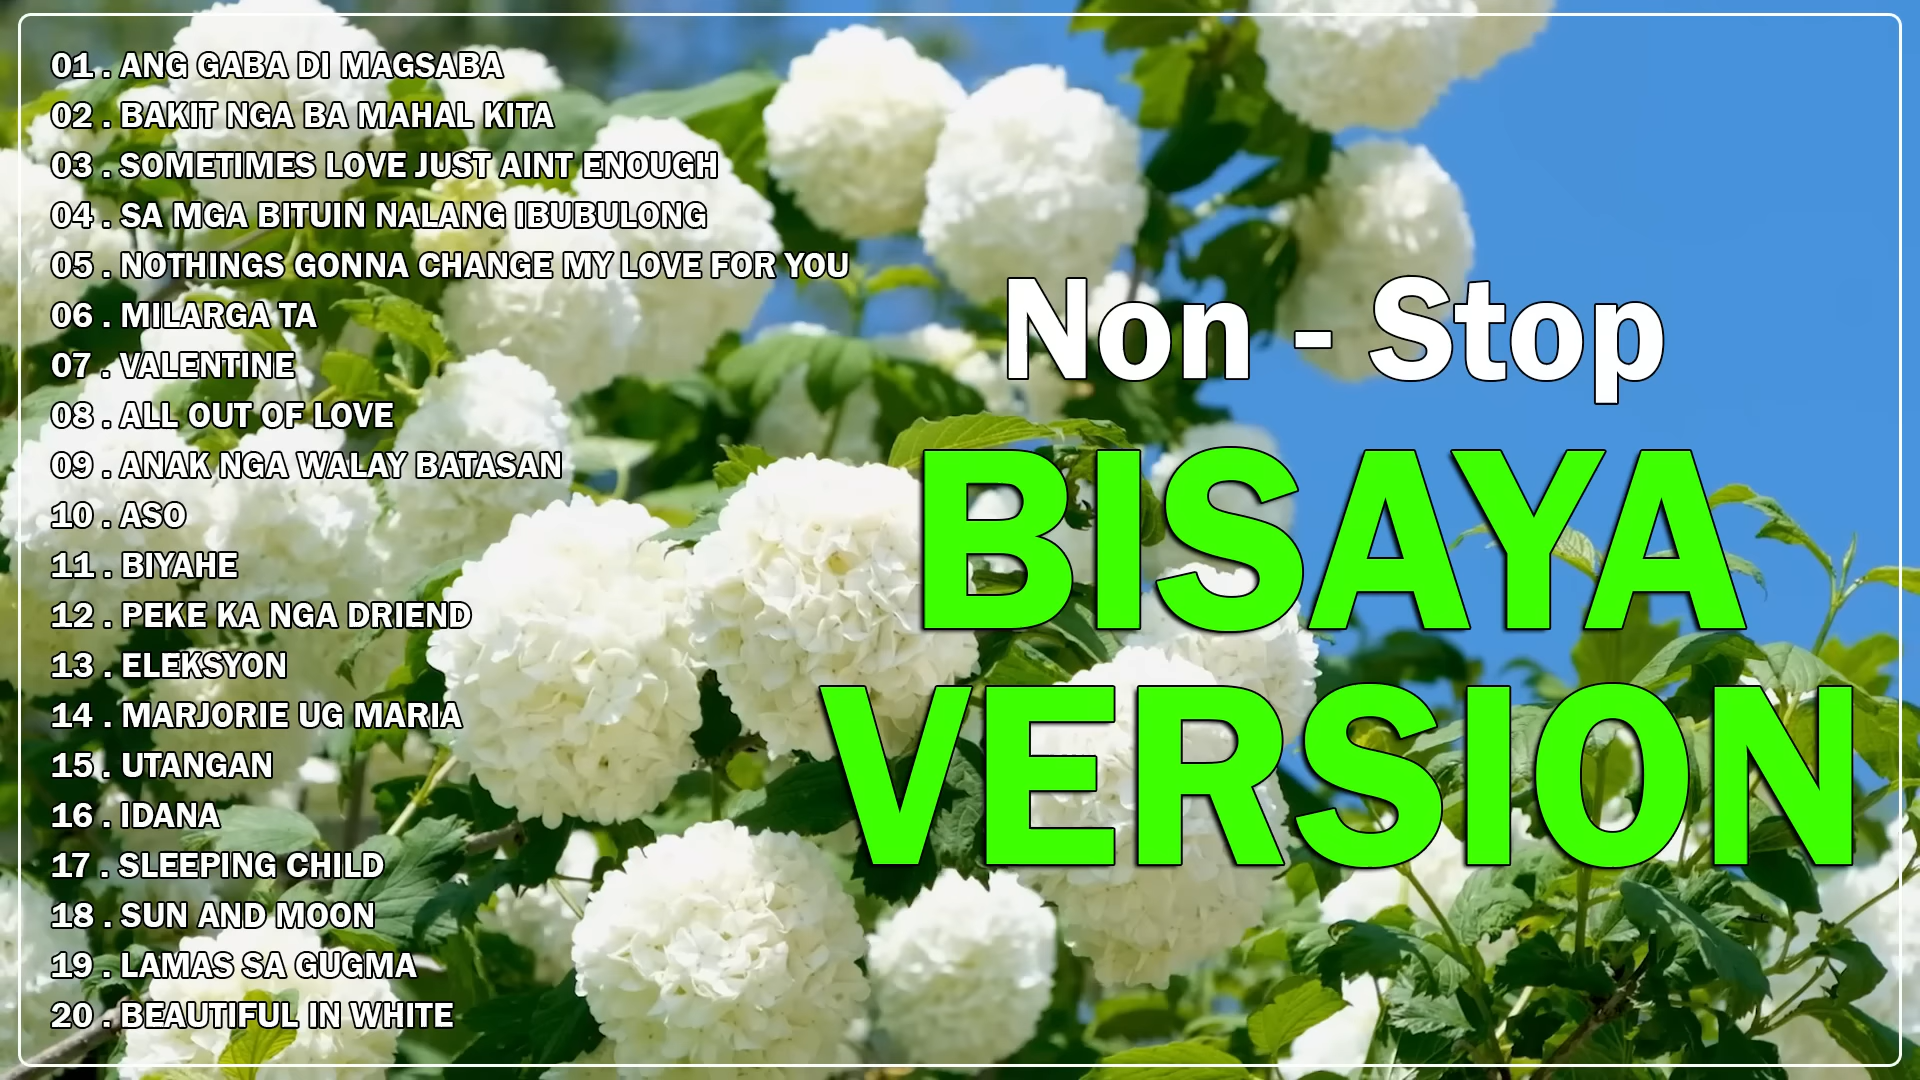 01 . ANG GABA DI MAGSABA
02 . BAKIT NGA BA MAHAL KITA
03 . SOMETIMES LOVE JUST AINT ENOUGH
04 . SA MGA BITUIN NALANG IBUBULONG
05 . NOTHINGS GONNA CHANGE MY LOVE FOR YOU
06 . MILARGA TA
07 . VALENTINE
08 . ALL OUT OF LOVE
09 . ANAK NGA WALAY BATASAN
10 . ASO
11 . BIYAHE
12 . PEKE KA NGA DRIEND
13 . ELEKSYON
14 . MARJORIE UG MARIA
15 . UTANGAN
16 . IDANA
17 . SLEEPING CHILD
18 . SUN AND MOON
19 . LAMAS SA GUGMA
20 . BEAUTIFUL IN WHITE
Non - Stop
BISAYA
VERSION